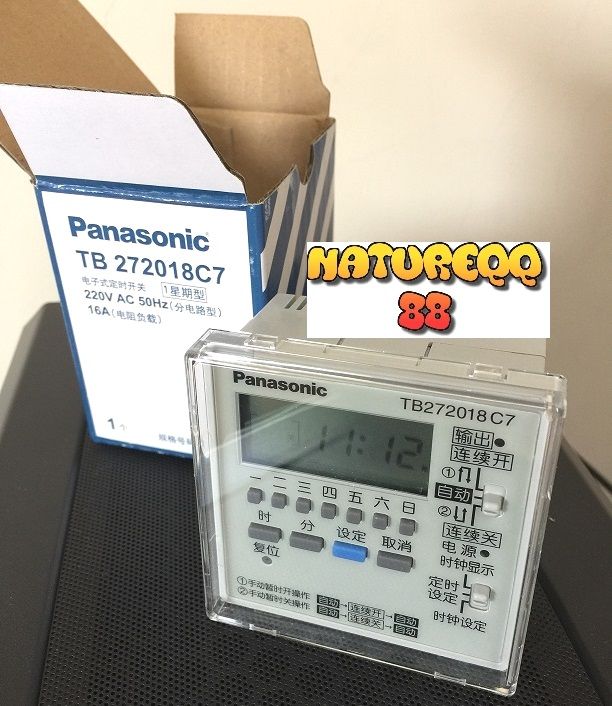 Panasonic
TB 272018C7
电子式定时开关 1星期型
220V AC 50Hz(分电路型)
16A(电阻负载)
1个
规格号
NATUREQQ
88
Panasonic
TB272018C7
11:12
输出
连续开
①
自动
②
连续关
电源
时钟显示
定时
设定
时钟设定
一 二 三 四 五 六 日
时 分 设定 取消
复位
①手动暂时开操作 自动→连续开→自动
②手动暂时关操作 自动→连续关→自动